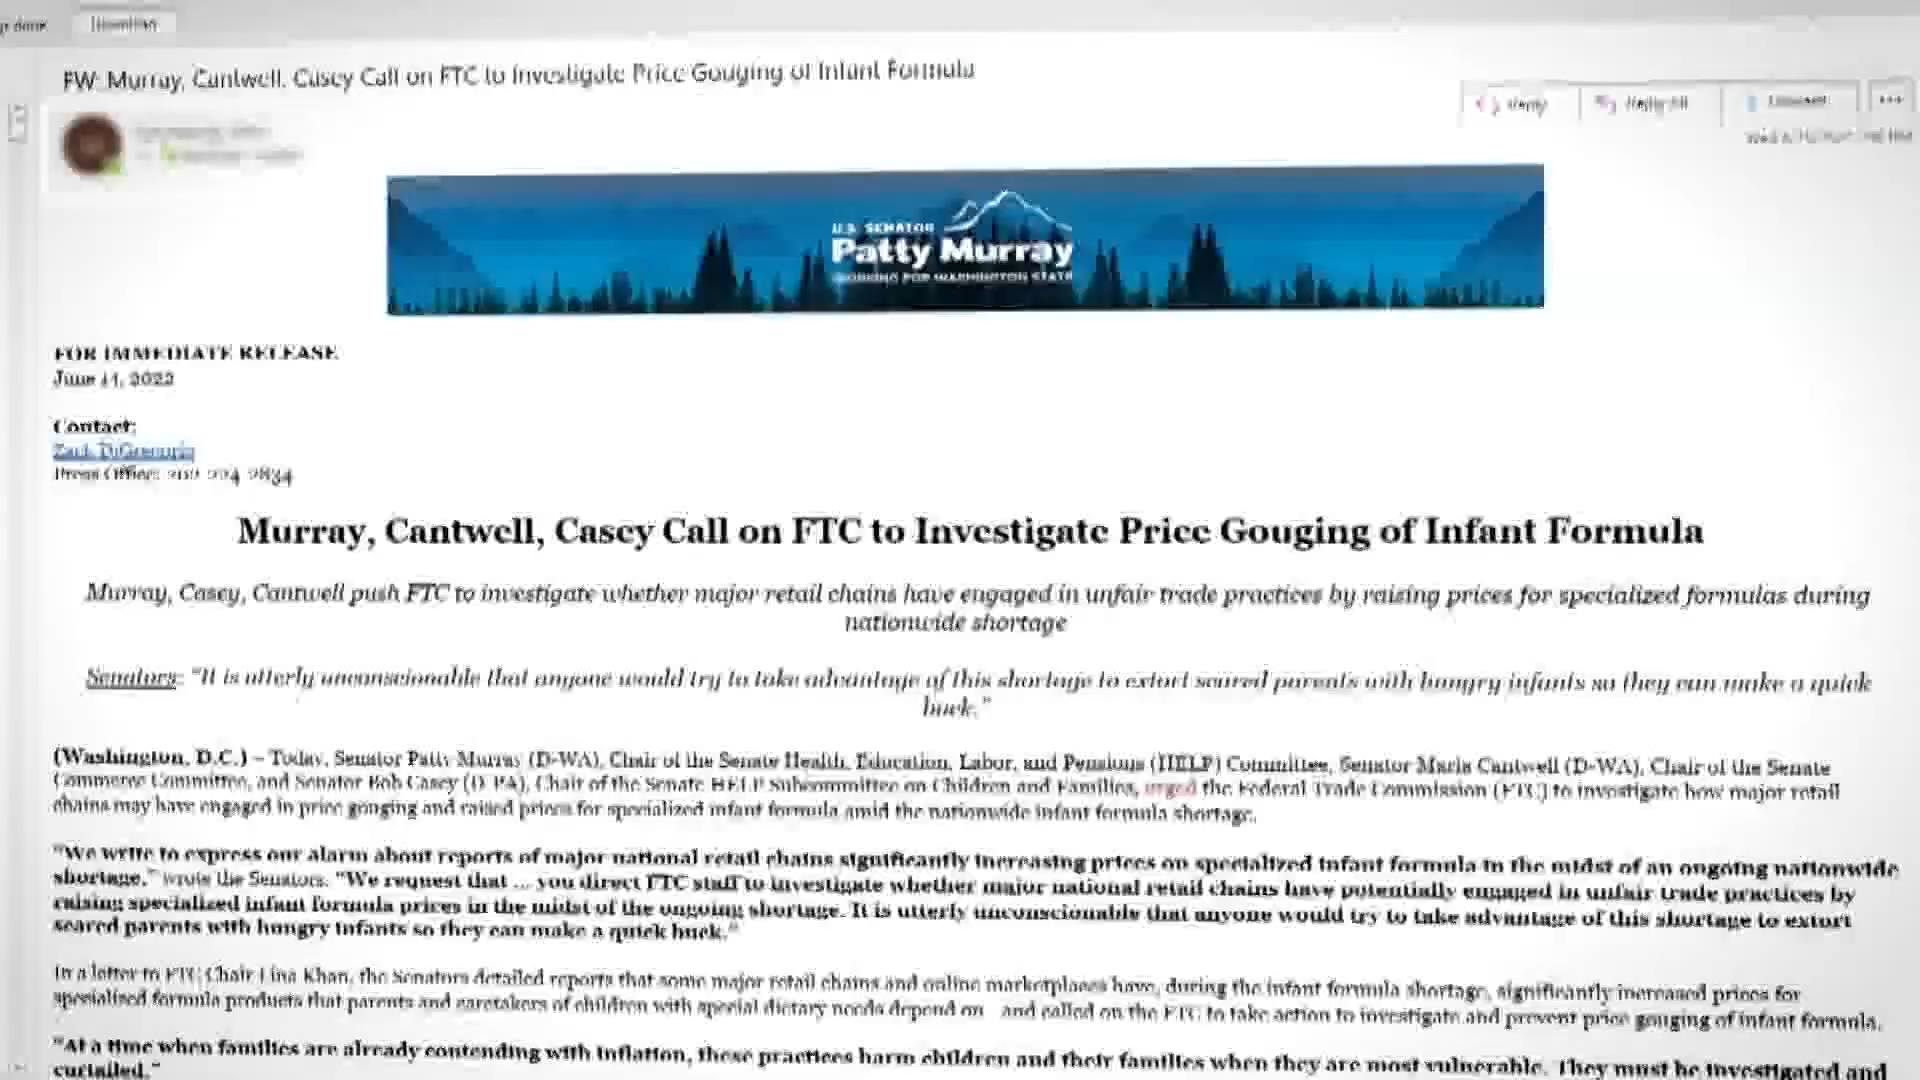 FW: Murray, Cantwell, Casey Call on FTC to Investigate Price Gouging of Infant Formula
Reply
Reply All
U.S. SENATOR
Patty Murray
WORKING FOR WASHINGTON STATE
FOR IMMEDIATE RELEASE
June 2022
Contact:
Press Office:
Murray, Cantwell, Casey Call on FTC to Investigate Price Gouging of Infant Formula
Murray, Casey, Cantwell push FTC to investigate whether major retail chains have engaged in unfair trade practices by raising prices for specialized formulas during
nationwide shortage
Senators: "It is utterly unconscionable that anyone would try to take advantage of this shortage to extort scared parents with hungry infants so they can make a quick
buck."
(Washington, D.C.) – Today, Senator Patty Murray (D-WA), Chair of the Senate Health, Education, Labor, and Pensions (HELP) Committee, Senator Maria Cantwell (D-WA), Chair of the Senate
Commerce Committee, and Senator Bob Casey (D-PA), Chair of the Senate HELP Subcommittee on Children and Families, urged the Federal Trade Commission (FTC) to investigate how major retail
chains may have engaged in price gouging and raised prices for specialized infant formula amid the nationwide infant formula shortage.
"We write to express our alarm about reports of major national retail chains significantly increasing prices on specialized infant formula in the midst of an ongoing nationwide
shortage," wrote the Senators. "We request that ... you direct FTC staff to investigate whether major national retail chains have potentially engaged in unfair trade practices by
raising specialized infant formula prices in the midst of the ongoing shortage. It is utterly unconscionable that anyone would try to take advantage of this shortage to extort
scared parents with hungry infants so they can make a quick buck."
In a letter to FTC Chair Lina Khan, the Senators detailed reports that some major retail chains and online marketplaces have, during the infant formula shortage, significantly increased prices for
specialized formula products that parents and caretakers of children with special dietary needs depend on and called on the FTC to take action to investigate and prevent price gouging of infant formula.
"At a time when families are already contending with inflation, these practices harm children and their families when they are most vulnerable. They must be investigated and
curtailed."